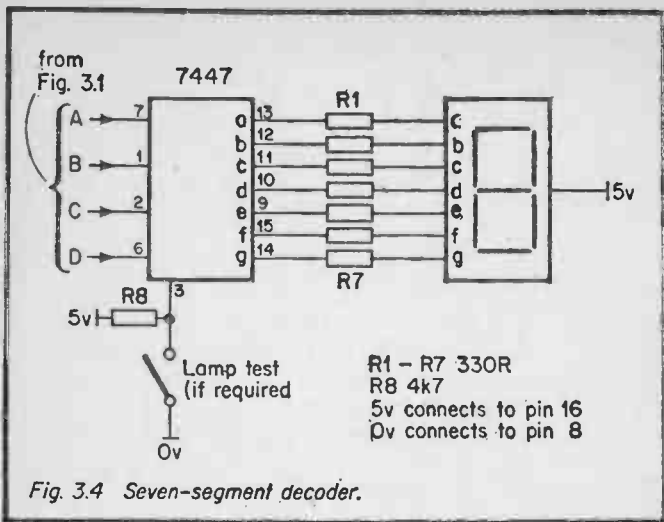 from
Fig. 3.1
7447
R1
A 7 a 13 c
B 1 b 12 b
c 11 c
C 2 d 10 d 5v
e 9 e
D 6 f 15 f
g 14 g
R7
3
R8
5v
Lamp test
(if required
0v
R1 - R7 330R
R8 4k7
5v connects to pin 16
0v connects to pin 8
Fig. 3.4 Seven-segment decoder.